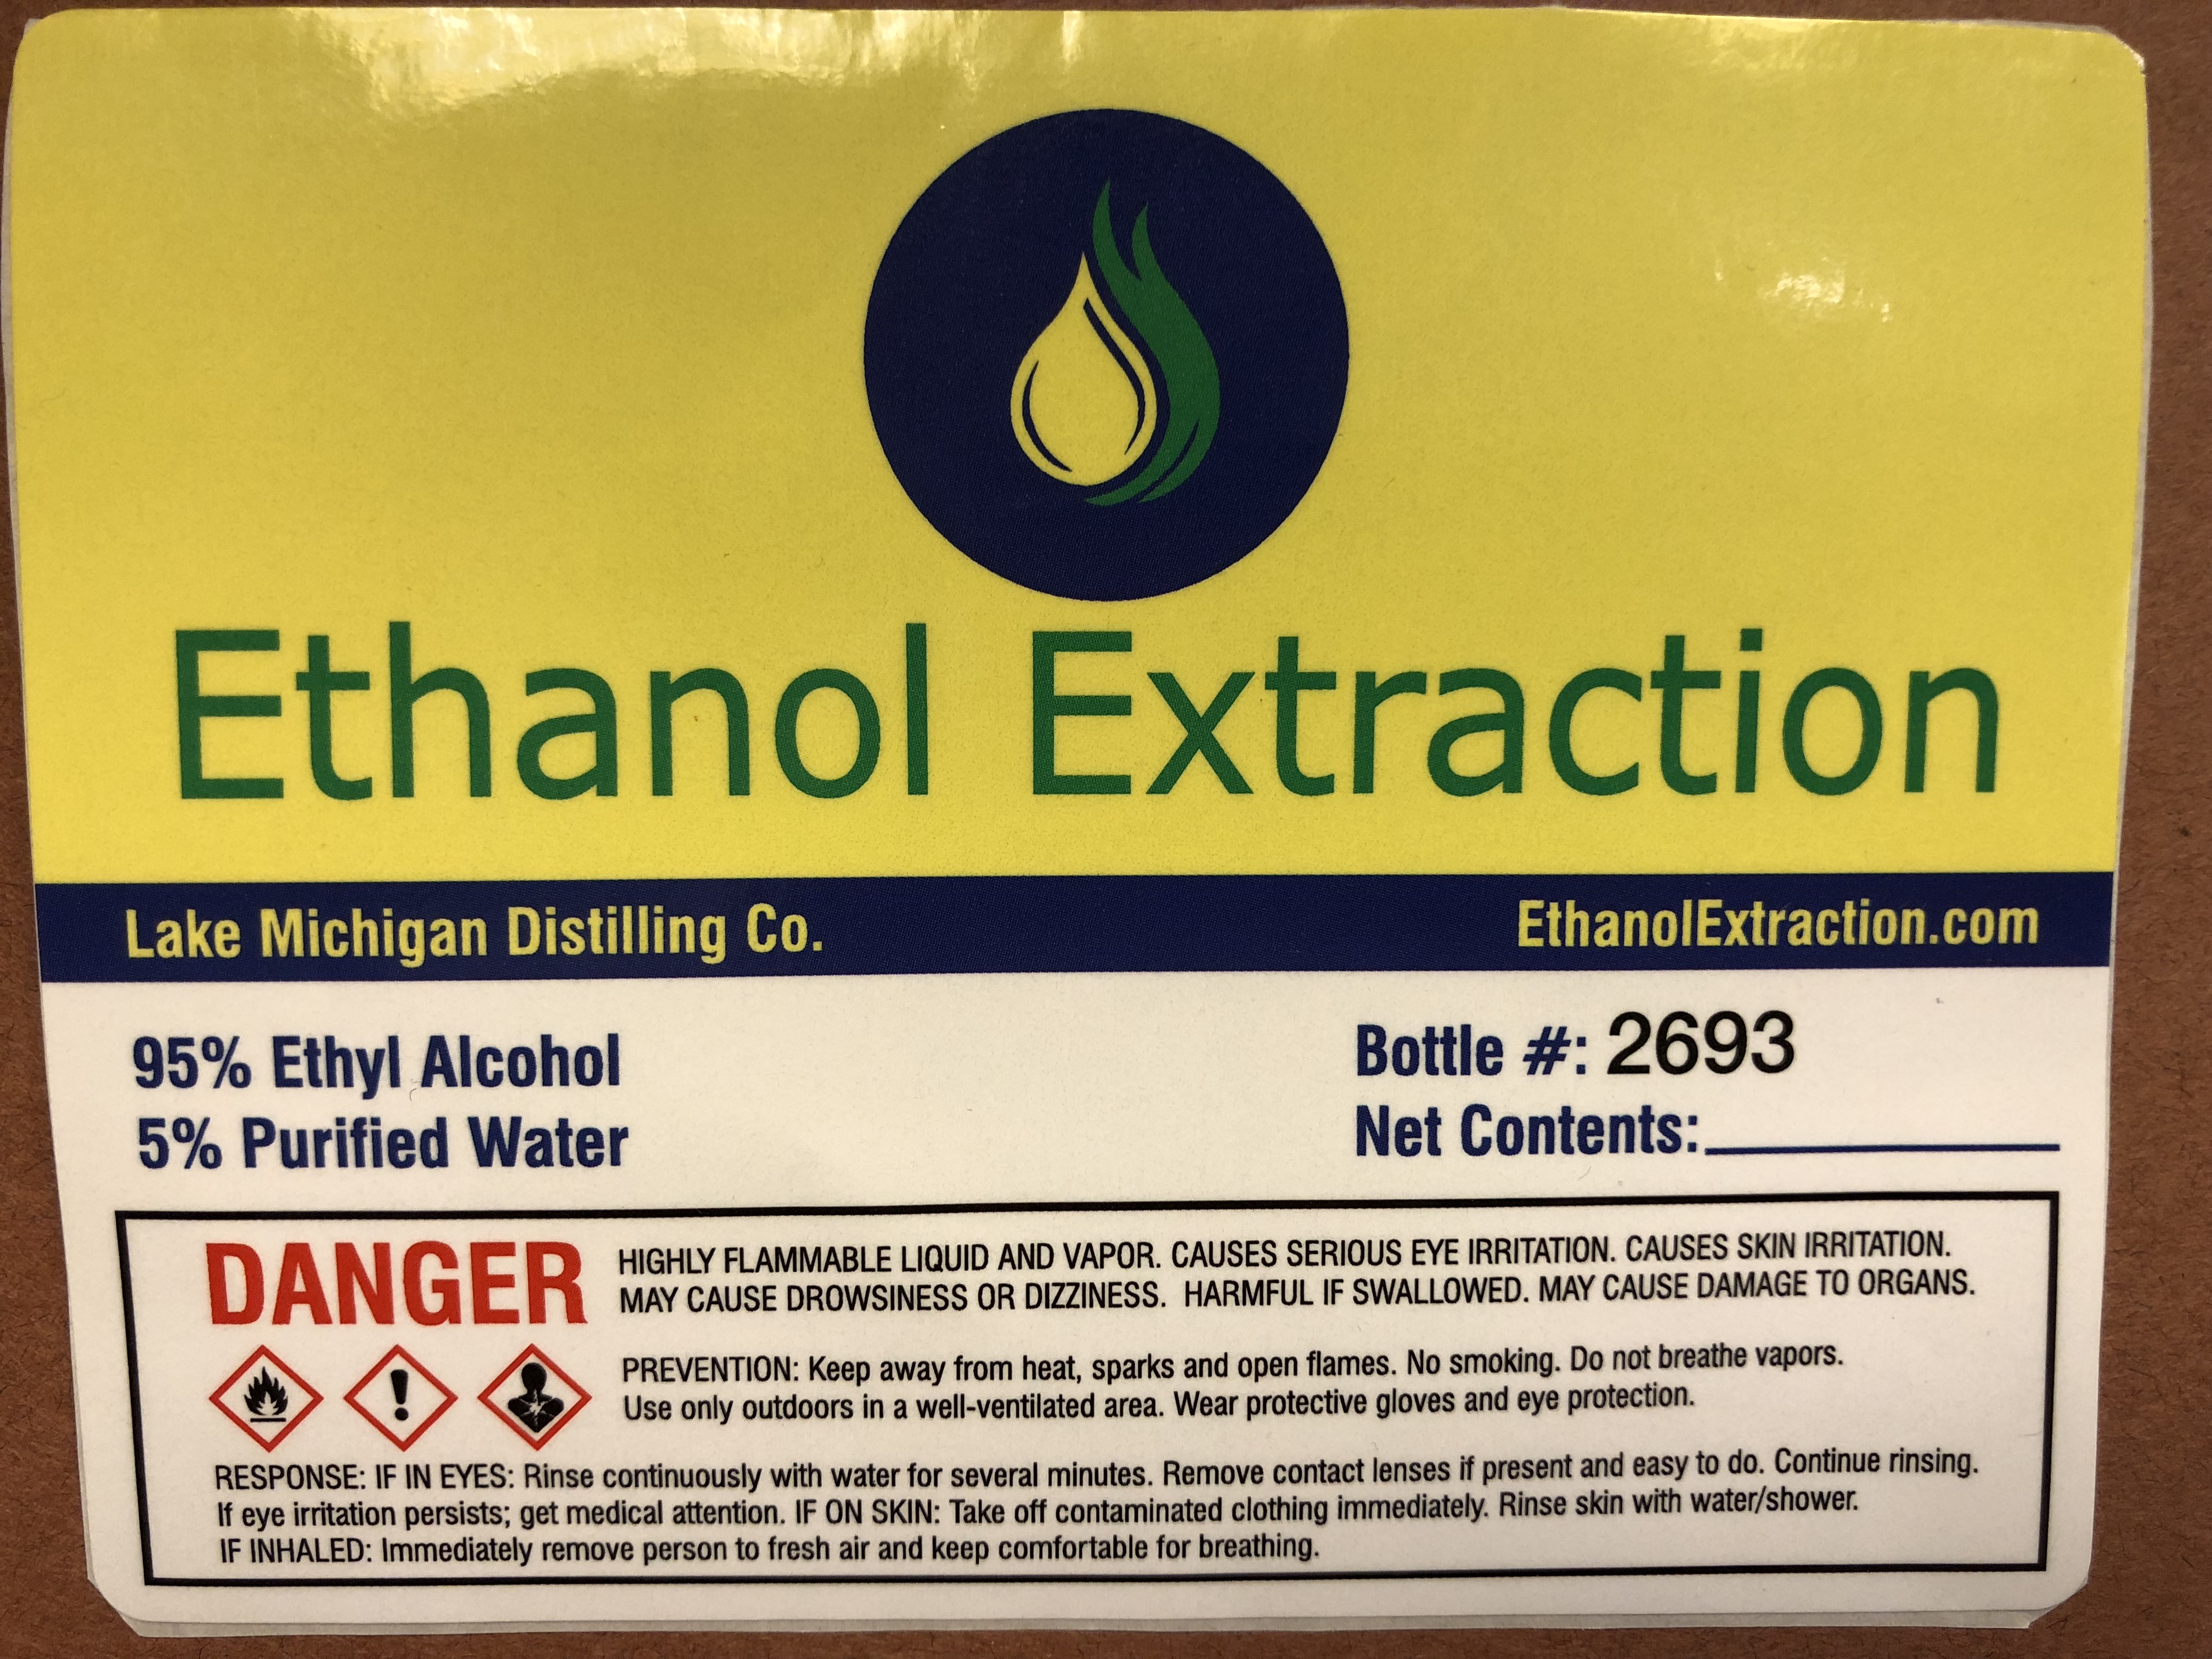 Ethanol Extraction
Lake Michigan Distilling Co.
EthanolExtraction.com
95% Ethyl Alcohol
5% Purified Water
Bottle #: 2693
Net Contents:
DANGER
HIGHLY FLAMMABLE LIQUID AND VAPOR. CAUSES SERIOUS EYE IRRITATION. CAUSES SKIN IRRITATION.
MAY CAUSE DROWSINESS OR DIZZINESS. HARMFUL IF SWALLOWED. MAY CAUSE DAMAGE TO ORGANS.
PREVENTION: Keep away from heat, sparks and open flames. No smoking. Do not breathe vapors.
Use only outdoors in a well-ventilated area. Wear protective gloves and eye protection.
RESPONSE: IF IN EYES: Rinse continuously with water for several minutes. Remove contact lenses if present and easy to do. Continue rinsing.
If eye irritation persists; get medical attention. IF ON SKIN: Take off contaminated clothing immediately. Rinse skin with water/shower.
IF INHALED: Immediately remove person to fresh air and keep comfortable for breathing.